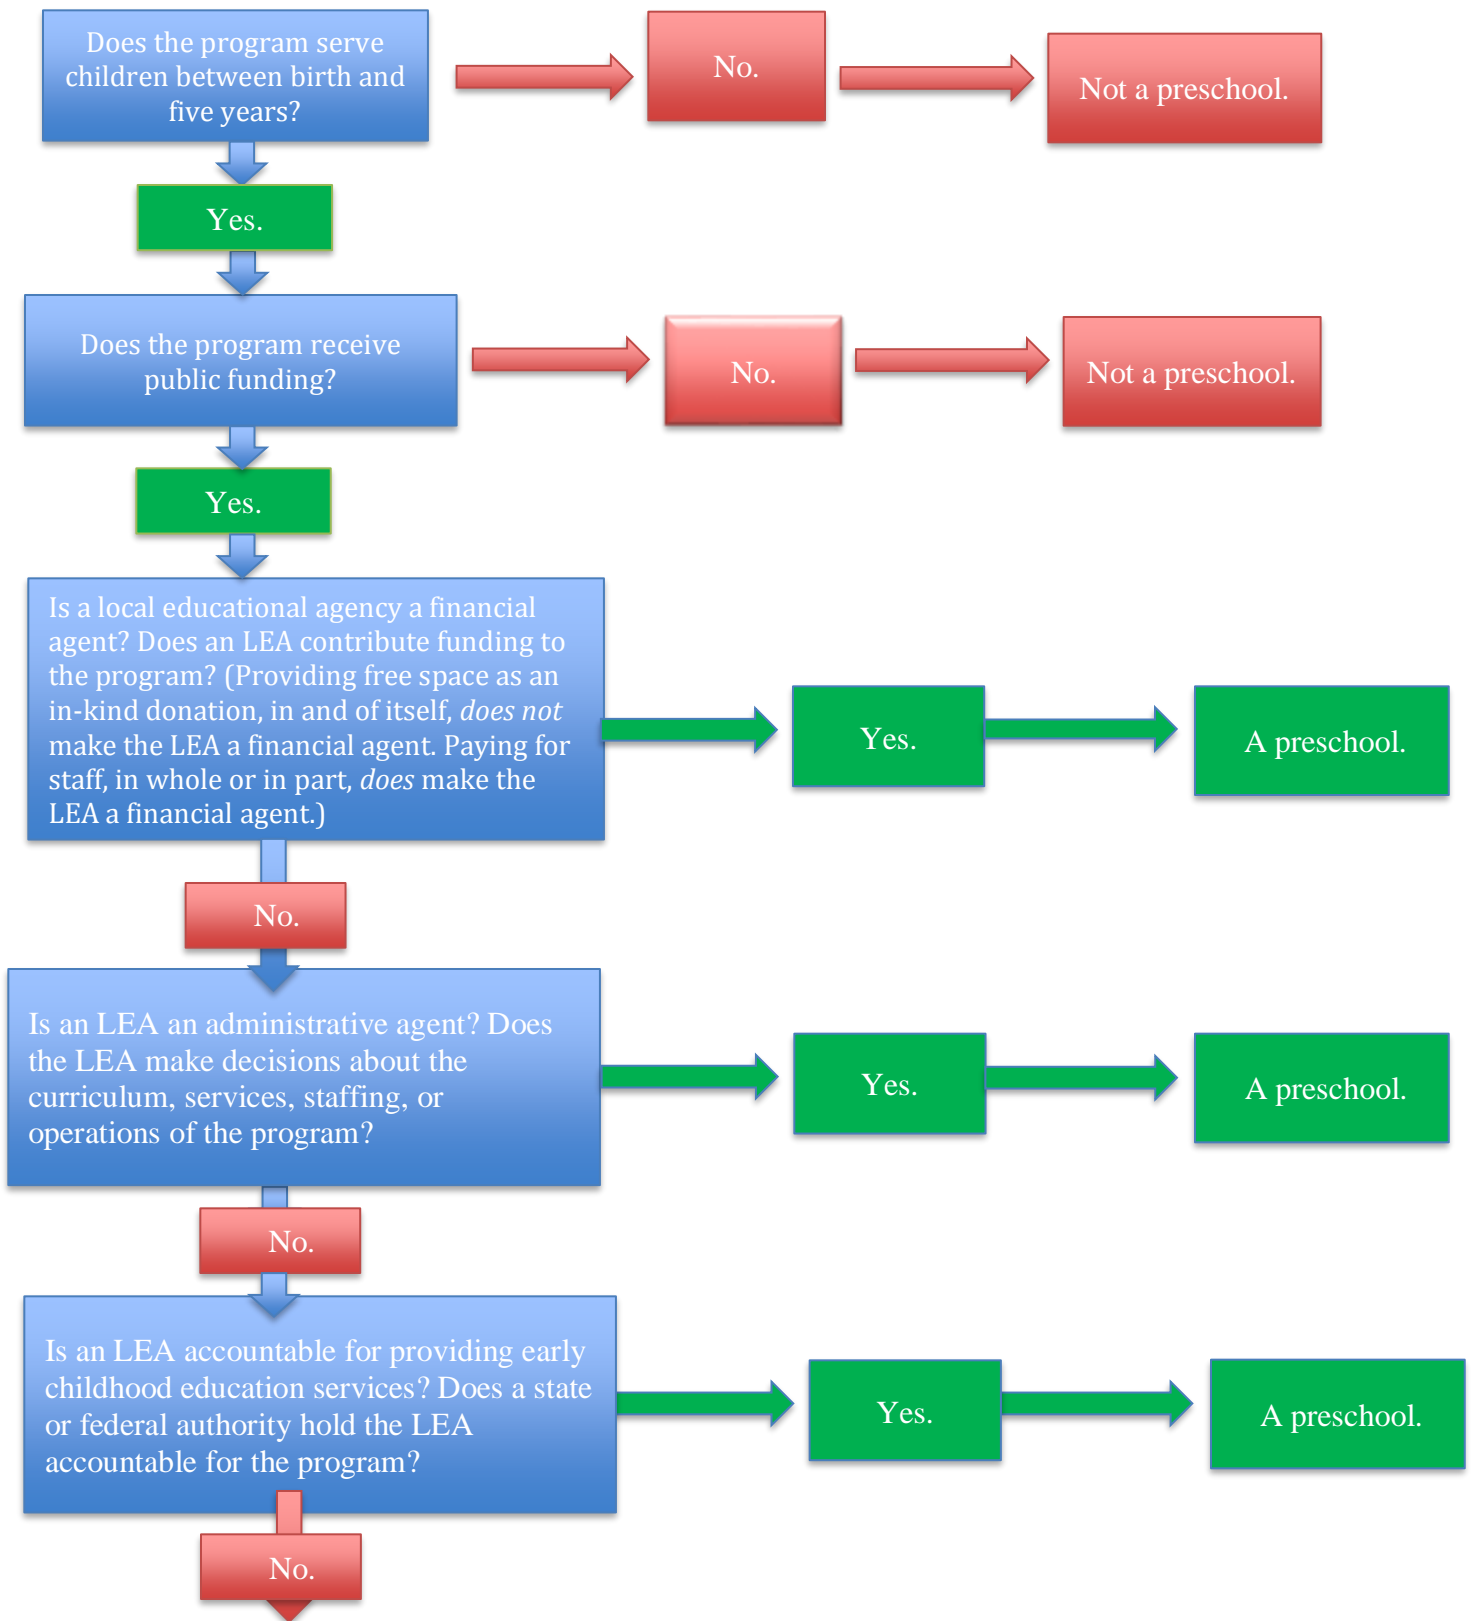 Does the program serve
children between birth and
five years?
No.
Not a preschool.
Yes.
Does the program receive
public funding?
No.
Not a preschool.
Yes.
Is a local educational agency a financial
agent? Does an LEA contribute funding to
the program? (Providing free space as an
in-kind donation, in and of itself, does not
make the LEA a financial agent. Paying for
staff, in whole or in part, does make the
LEA a financial agent.)
Yes.
A preschool.
No.
Is an LEA an administrative agent? Does
the LEA make decisions about the
curriculum, services, staffing, or
operations of the program?
Yes.
A preschool.
No.
Is an LEA accountable for providing early
childhood education services? Does a state
or federal authority hold the LEA
accountable for the program?
Yes.
A preschool.
No.